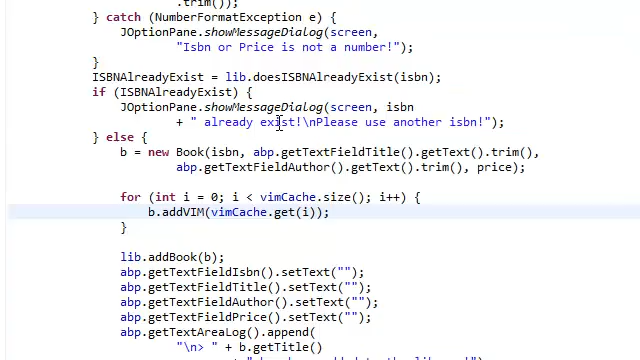 .trim());
} catch (NumberFormatException e) {
JOptionPane.showMessageDialog(screen,
"Isbn or Price is not a number!");
}
ISBNAlreadyExist = lib.doesISBNAlreadyExist(isbn);
if (ISBNAlreadyExist) {
JOptionPane.showMessageDialog(screen, isbn
+ " already exist!\nPlease use another isbn!");
} else {
b = new Book(isbn, abp.getTextFieldTitle().getText().trim(),
abp.getTextFieldAuthor().getText().trim(), price);
for (int i = 0; i < vimCache.size(); i++) {
b.addVIM(vimCache.get(i));
}
lib.addBook(b);
abp.getTextFieldIsbn().setText("");
abp.getTextFieldTitle().setText("");
abp.getTextFieldAuthor().setText("");
abp.getTextFieldPrice().setText("");
abp.getTextAreaLog().append(
"\n> " + b.getTitle()